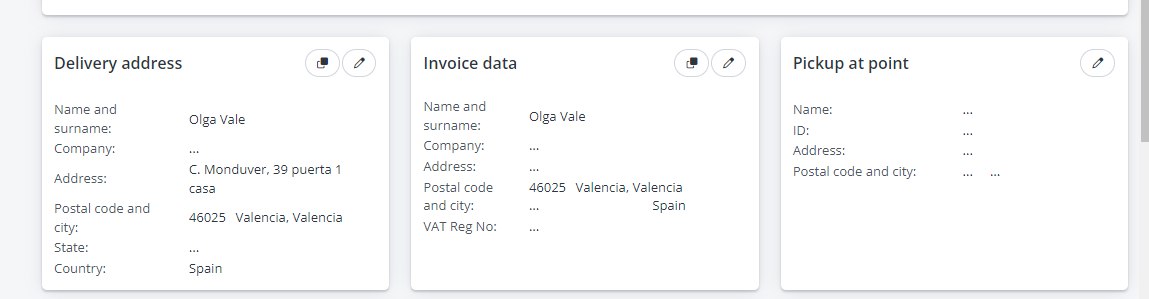 Delivery address
Name and surname: Olga Vale
Company: ...
Address: C. Monduver, 39 puerta 1 casa
Postal code and city: 46025 Valencia, Valencia
State: ...
Country: Spain
Invoice data
Name and surname: Olga Vale
Company: ...
Address: ...
Postal code and city: 46025 Valencia, Valencia
... Spain
VAT Reg No: ...
Pickup at point
Name: ...
ID: ...
Address: ...
Postal code and city: ... ...